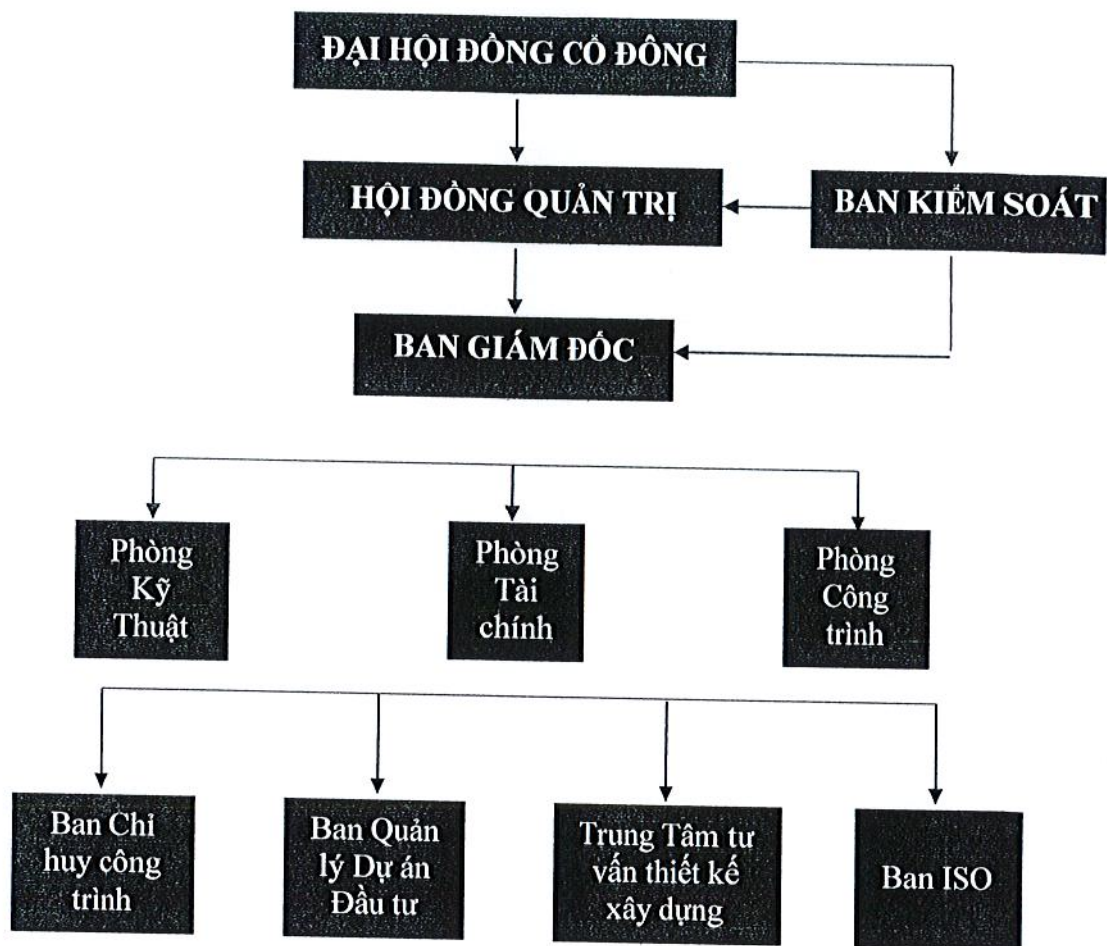 ĐẠI HỘI ĐỒNG CỔ ĐÔNG
HỘI ĐỒNG QUẢN TRỊ
BAN KIỂM SOÁT
BAN GIÁM ĐỐC
Phòng
Kỹ
Thuật
Phòng
Tài
chính
Phòng
Công
trình
Ban Chỉ
huy công
trình
Ban Quản
lý Dự án
Đầu tư
Trung Tâm tư
vấn thiết kế
xây dựng
Ban ISO